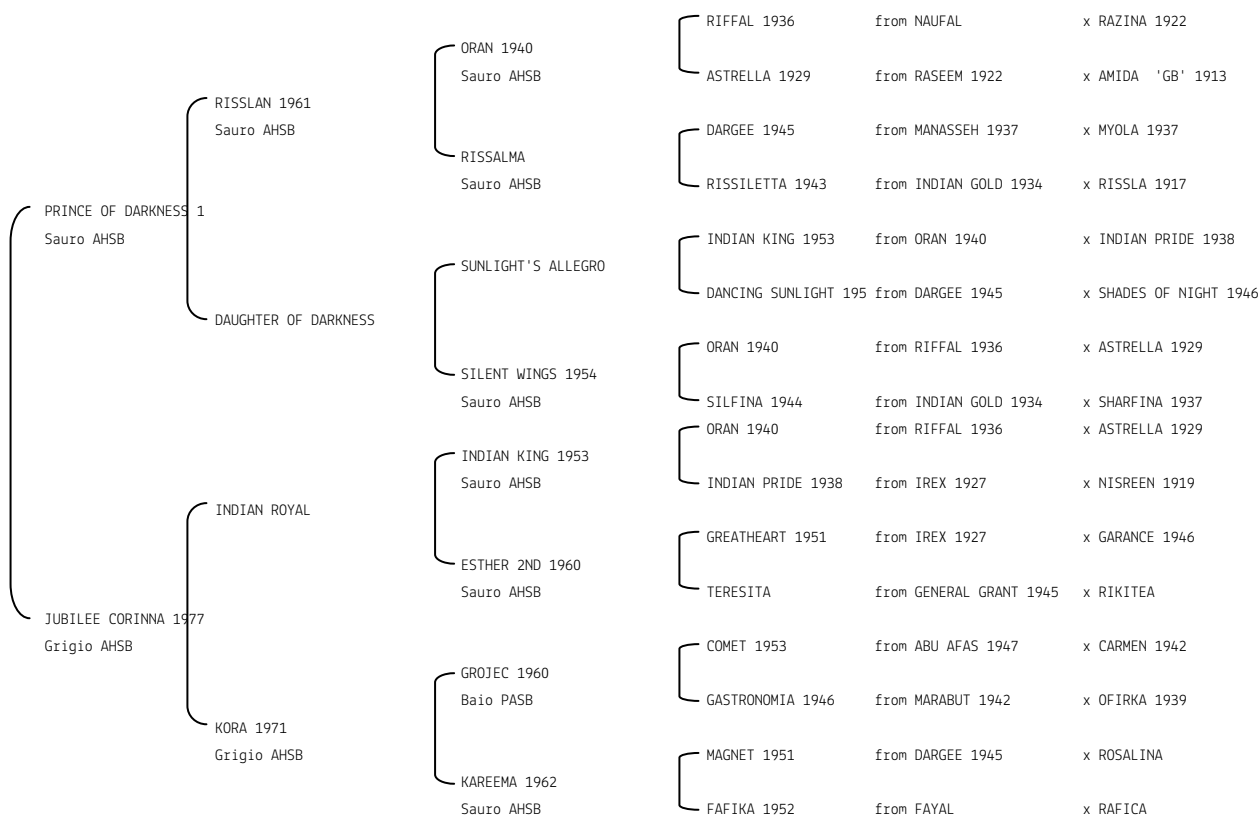 RIFFAL 1936 from NAUFAL x RAZINA 1922
ORAN 1940
Sauro AHSB ASTRELLA 1929 from RASEEM 1922 x AMIDA 'GB' 1913
RISSLAN 1961
Sauro AHSB DARGEE 1945 from MANASSEH 1937 x MYOLA 1937
RISSALMA
Sauro AHSB RISSILETTA 1943 from INDIAN GOLD 1934 x RISSLA 1917
PRINCE OF DARKNESS 1
Sauro AHSB INDIAN KING 1953 from ORAN 1940 x INDIAN PRIDE 1938
SUNLIGHT'S ALLEGRO
DANCING SUNLIGHT 195 from DARGEE 1945 x SHADES OF NIGHT 1946
DAUGHTER OF DARKNESS
ORAN 1940 from RIFFAL 1936 x ASTRELLA 1929
SILENT WINGS 1954
Sauro AHSB SILFINA 1944 from INDIAN GOLD 1934 x SHARFINA 1937
ORAN 1940 from RIFFAL 1936 x ASTRELLA 1929
INDIAN KING 1953
Sauro AHSB INDIAN PRIDE 1938 from IREX 1927 x NISREEN 1919
INDIAN ROYAL
GREATHEART 1951 from IREX 1927 x GARANCE 1946
ESTHER 2ND 1960
Sauro AHSB TERESITA from GENERAL GRANT 1945 x RIKITEA
JUBILEE CORINNA 1977
Grigio AHSB COMET 1953 from ABU AFAS 1947 x CARMEN 1942
GROJEC 1960
Baio PASB GASTRONOMIA 1946 from MARABUT 1942 x OFIRKA 1939
KORA 1971
Grigio AHSB MAGNET 1951 from DARGEE 1945 x ROSALINA
KAREEMA 1962
Sauro AHSB FAFIKA 1952 from FAYAL x RAFICA